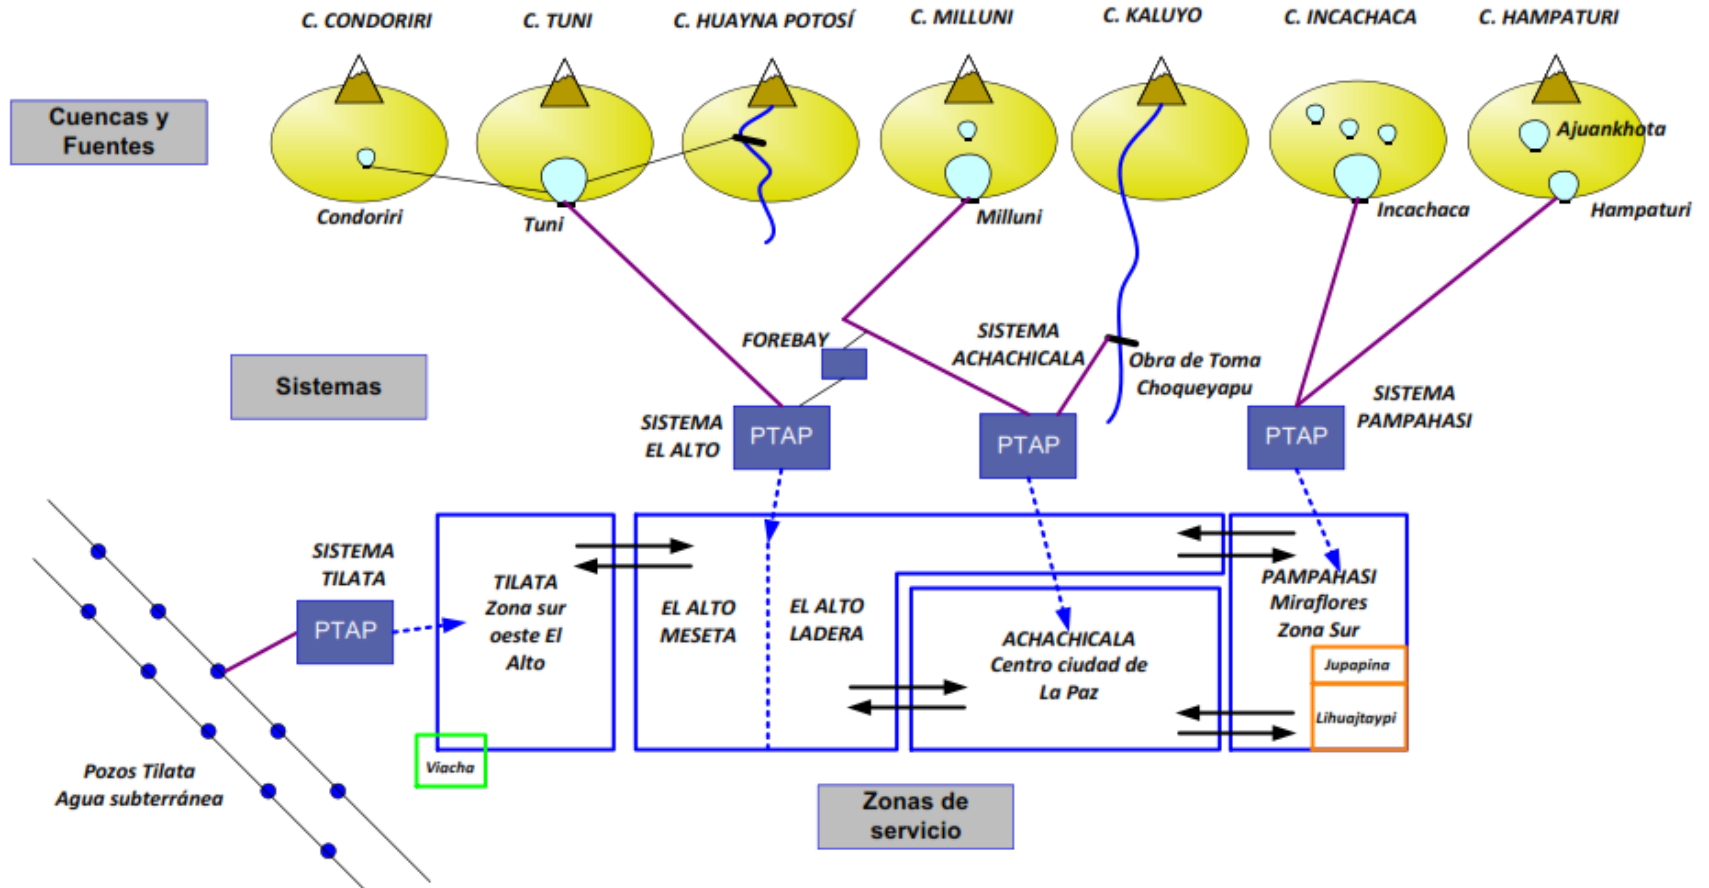 C. CONDORIRI
C. TUNI
C. HUAYNA POTOSÍ
C. MILLUNI
C. KALUYO
C. INCACHACA
C. HAMPATURI
Cuencas y
Fuentes
Ajuankhota
Condoriri
Tuni
Milluni
Incachaca
Hampaturi
Sistemas
FOREBAY
SISTEMA
ACHACHICALA
Obra de Toma
Choqueyapu
SISTEMA
EL ALTO
PTAP
PTAP
PTAP
SISTEMA
PAMPAHASI
SISTEMA
TILATA
PTAP
TILATA
Zona sur
oeste El
Alto
EL ALTO
MESETA
EL ALTO
LADERA
ACHACHICALA
Centro ciudad de
La Paz
PAMPAHASI
Miraflores
Zona Sur
Jupapina
Lihuajtaypi
Viacha
Pozos Tilata
Agua subterránea
Zonas de
servicio